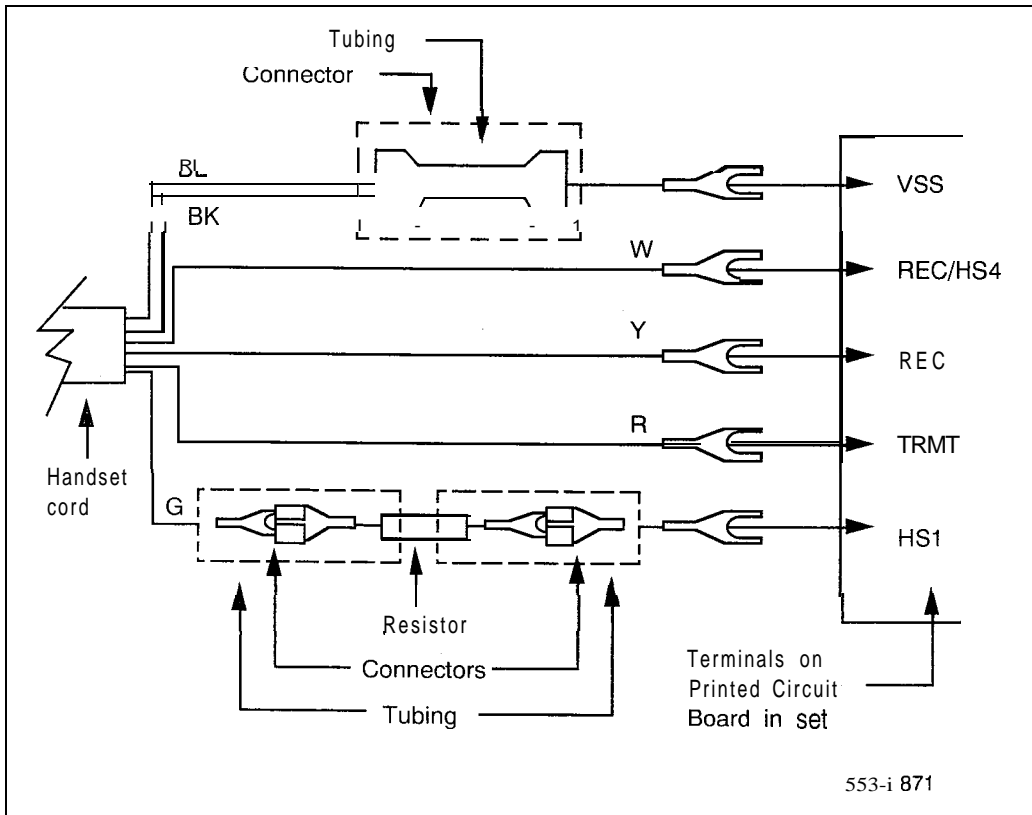 Tubing
Connector
BL
BK
VSS
W
REC/HS4
Y
REC
R
TRMT
Handset
cord
G
HS1
Resistor
Connectors
Tubing
Terminals on
Printed Circuit
Board in set
553-i 871